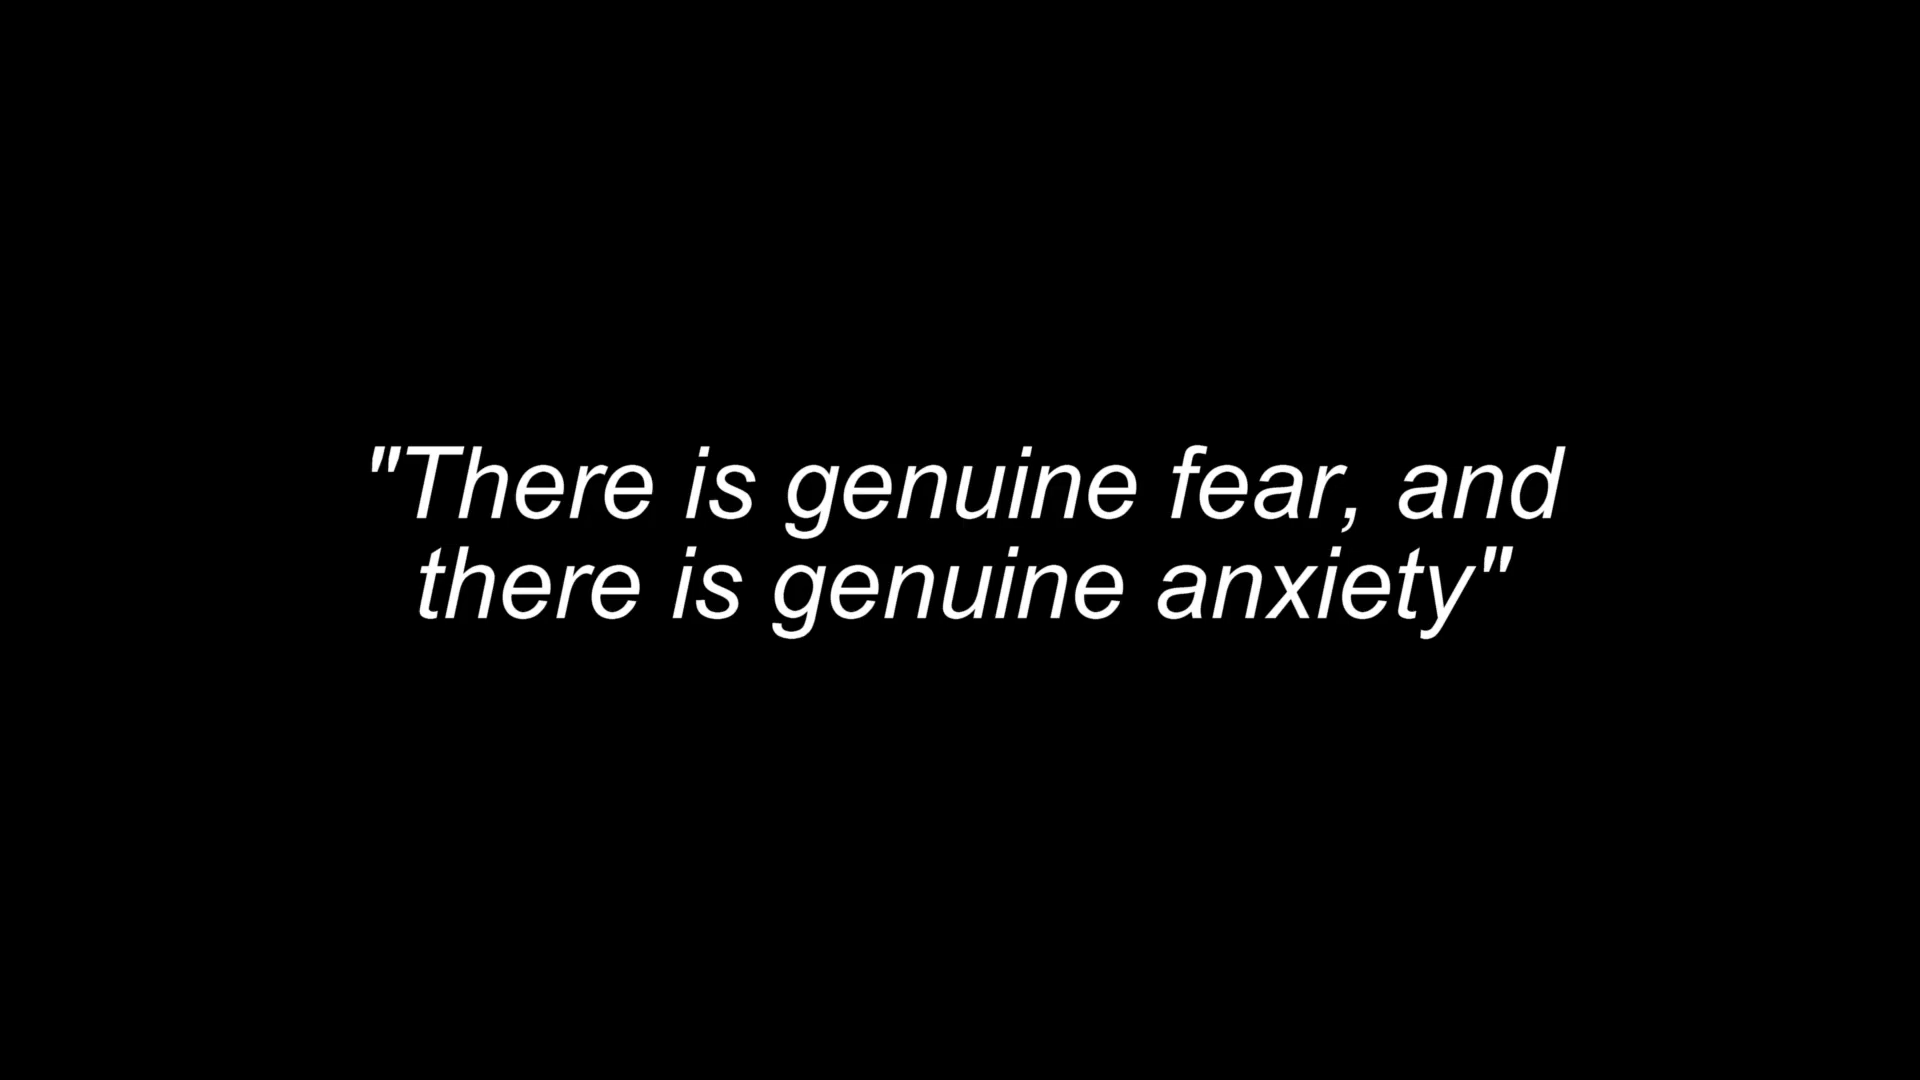 "There is genuine fear, and
there is genuine anxiety"